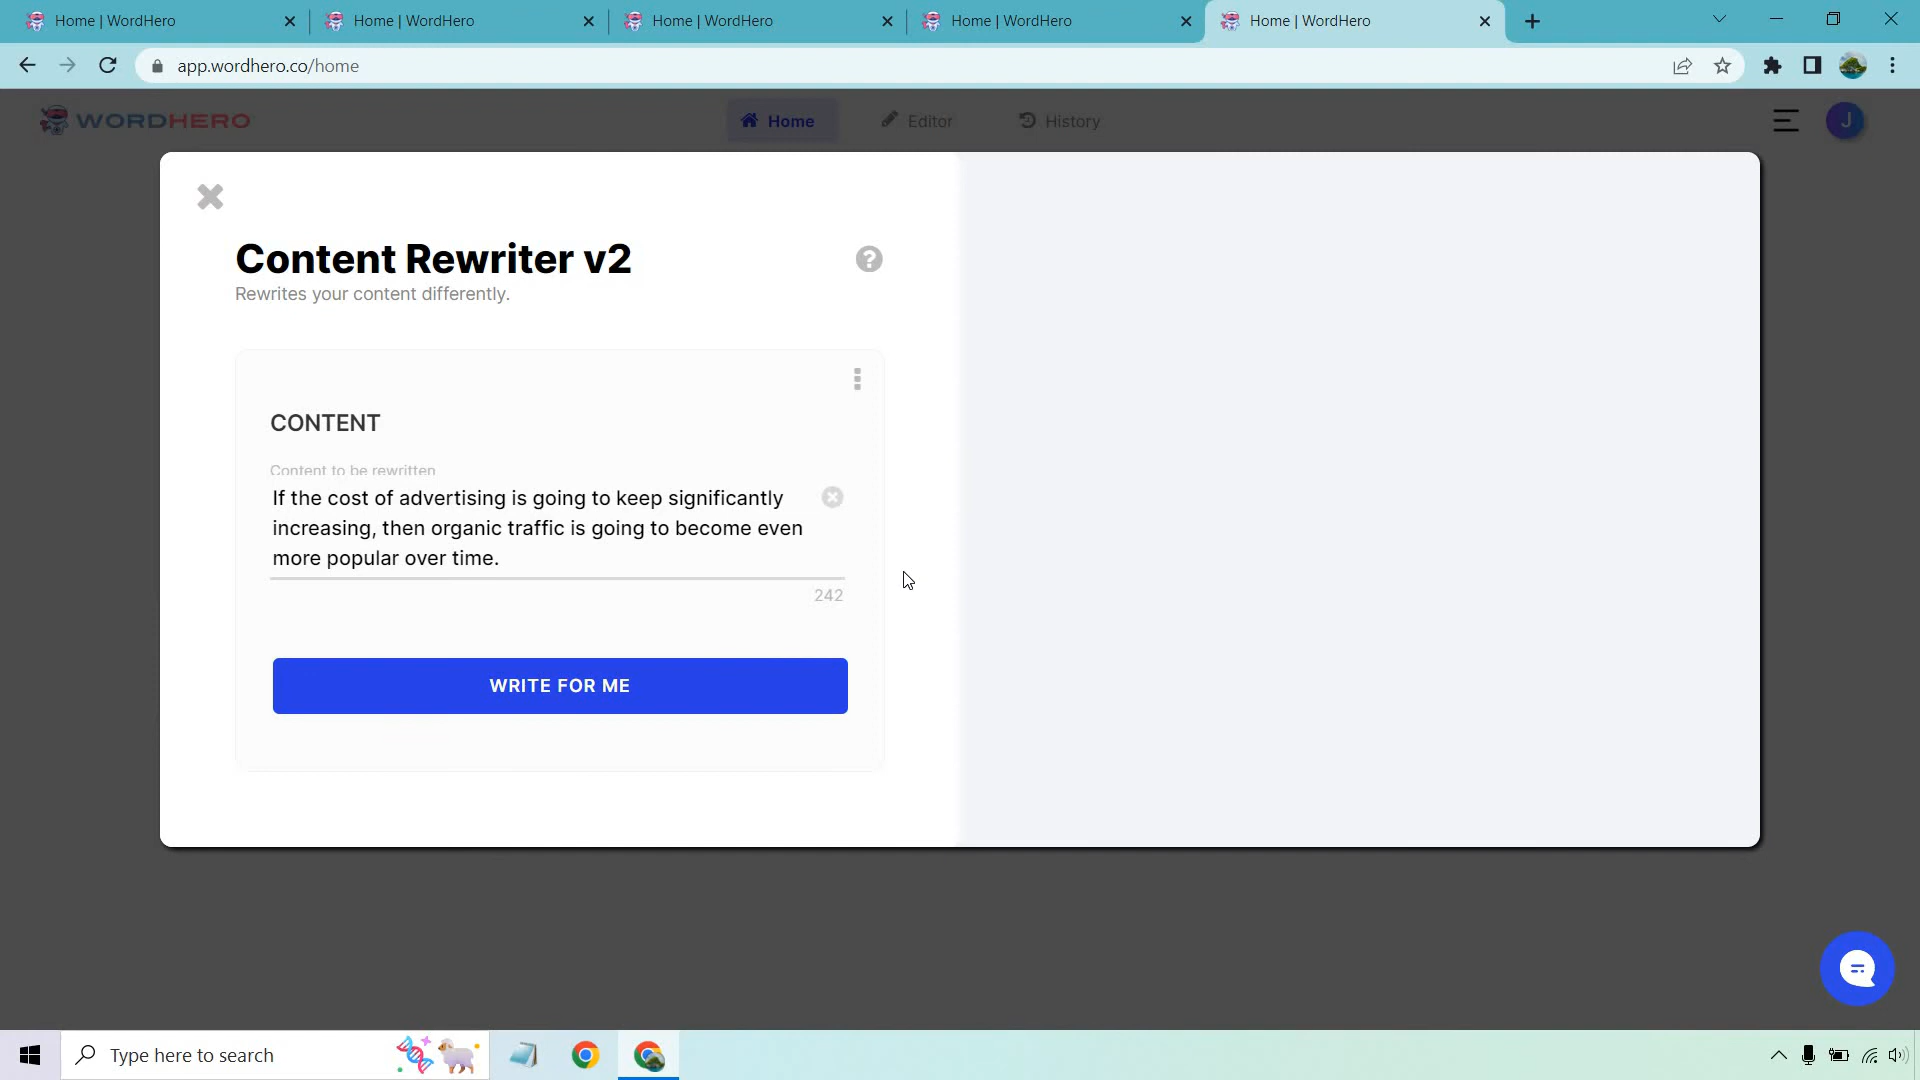 Home | WordHero
Home | WordHero
Home | WordHero
Home | WordHero
Home | WordHero
app.wordhero.co/home
WORDHERO
Home
Editor
History
J
Content Rewriter v2
Rewrites your content differently.
CONTENT
Content to be rewritten
If the cost of advertising is going to keep significantly
increasing, then organic traffic is going to become even
more popular over time.
242
WRITE FOR ME
Type here to search